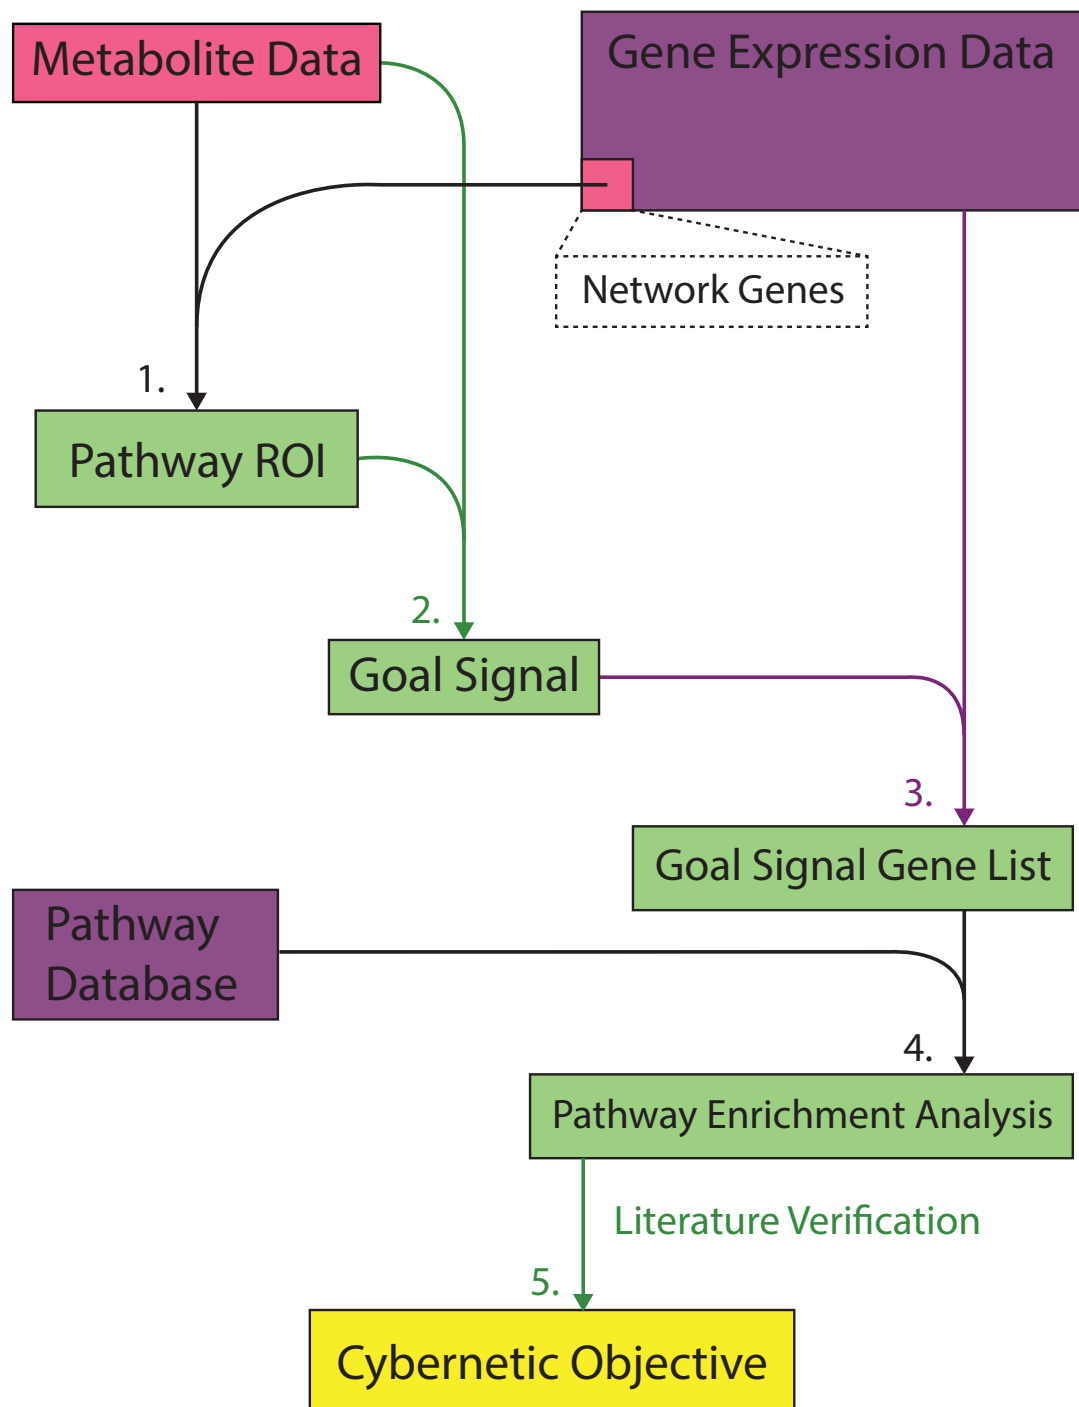 Metabolite Data
Gene Expression Data
Network Genes
1.
Pathway ROI
2.
Goal Signal
3.
Goal Signal Gene List
Pathway
Database
4.
Pathway Enrichment Analysis
Literature Verification
5.
Cybernetic Objective